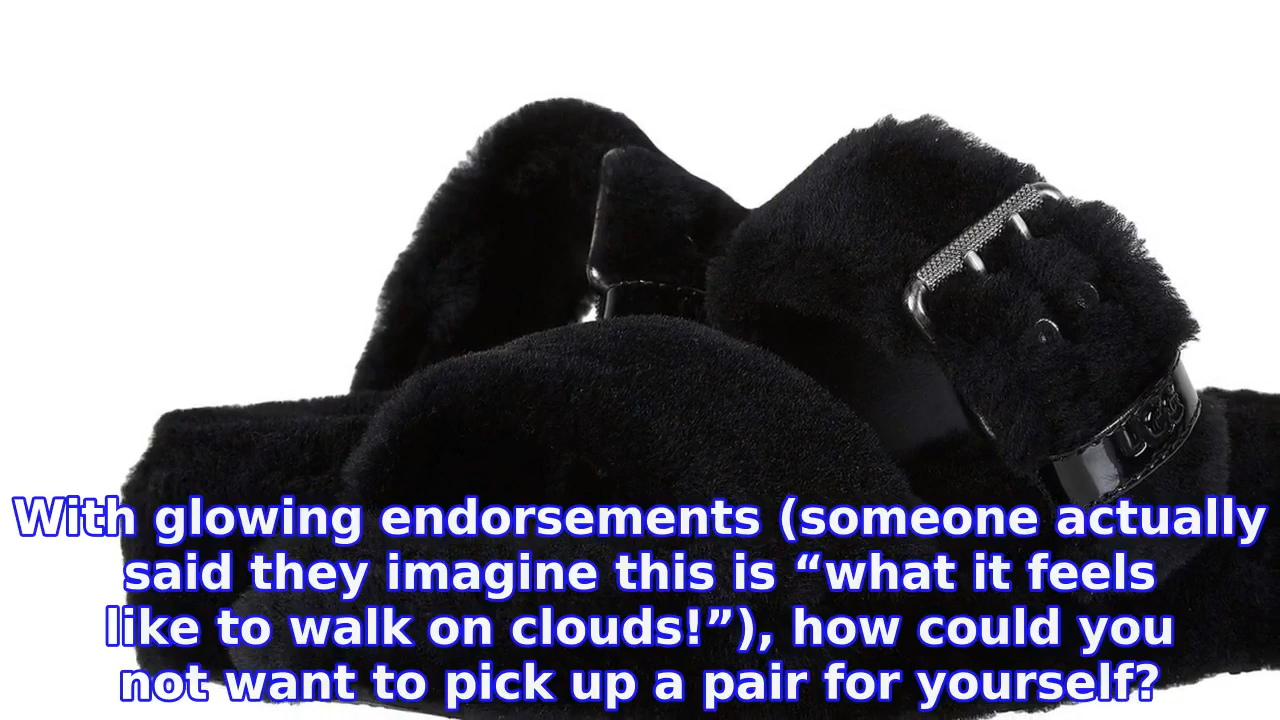 UGG
With glowing endorsements (someone actually
said they imagine this is “what it feels
like to walk on clouds!”), how could you
not want to pick up a pair for yourself?